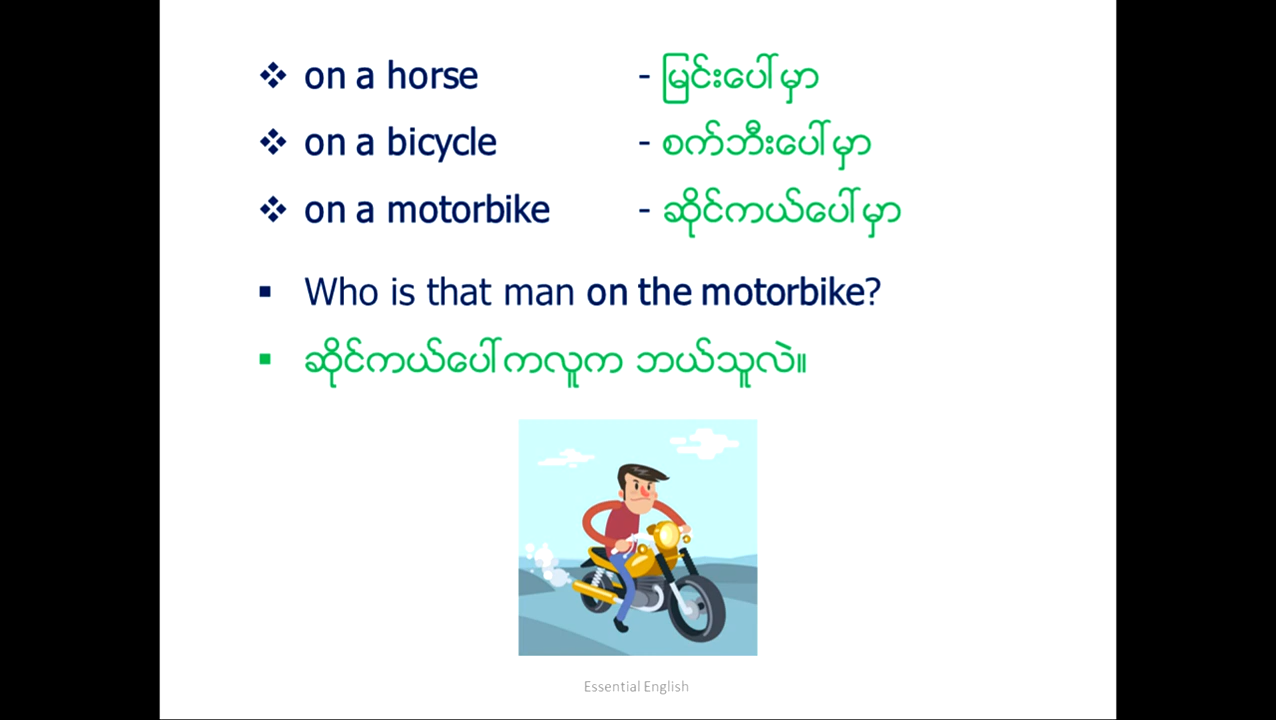 ❖ on a horse - မြင်းပေါ်မှာ
❖ on a bicycle - စက်ဘီးပေါ်မှာ
❖ on a motorbike - ဆိုင်ကယ်ပေါ်မှာ
▪ Who is that man on the motorbike?
▪ ဆိုင်ကယ်ပေါ်ကလူက ဘယ်သူလဲ။
Essential English